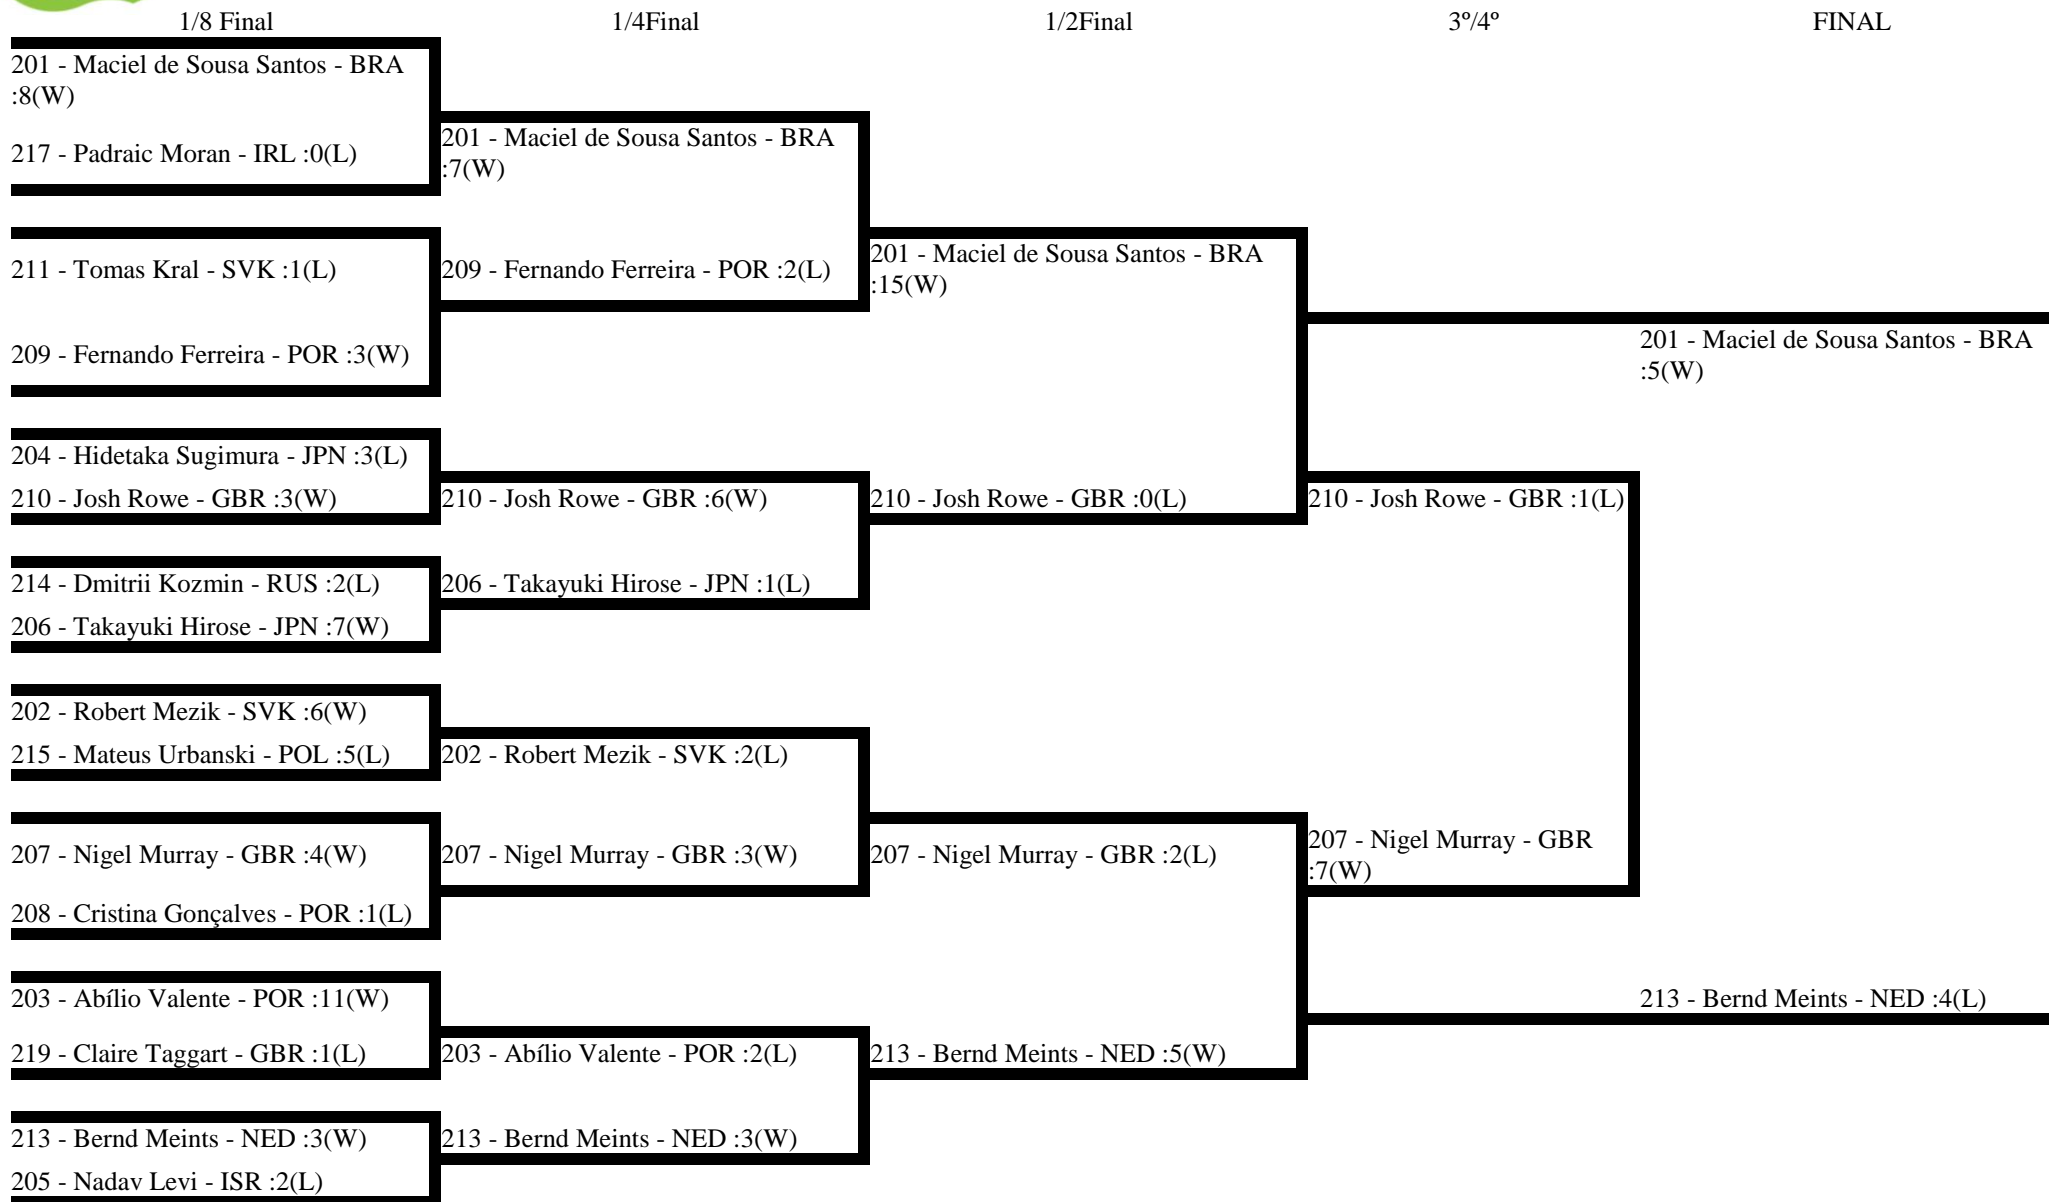 1/8 Final
1/4Final
1/2Final
3º/4º
FINAL
201 - Maciel de Sousa Santos - BRA
:8(W)
217 - Padraic Moran - IRL :0(L)
211 - Tomas Kral - SVK :1(L)
209 - Fernando Ferreira - POR :3(W)
204 - Hidetaka Sugimura - JPN :3(L)
210 - Josh Rowe - GBR :3(W)
214 - Dmitrii Kozmin - RUS :2(L)
206 - Takayuki Hirose - JPN :7(W)
202 - Robert Mezik - SVK :6(W)
215 - Mateus Urbanski - POL :5(L)
207 - Nigel Murray - GBR :4(W)
208 - Cristina Gonçalves - POR :1(L)
203 - Abílio Valente - POR :11(W)
219 - Claire Taggart - GBR :1(L)
213 - Bernd Meints - NED :3(W)
205 - Nadav Levi - ISR :2(L)
201 - Maciel de Sousa Santos - BRA
:7(W)
209 - Fernando Ferreira - POR :2(L)
210 - Josh Rowe - GBR :6(W)
206 - Takayuki Hirose - JPN :1(L)
202 - Robert Mezik - SVK :2(L)
207 - Nigel Murray - GBR :3(W)
203 - Abílio Valente - POR :2(L)
213 - Bernd Meints - NED :3(W)
201 - Maciel de Sousa Santos - BRA
:15(W)
210 - Josh Rowe - GBR :0(L)
207 - Nigel Murray - GBR :2(L)
213 - Bernd Meints - NED :5(W)
210 - Josh Rowe - GBR :1(L)
207 - Nigel Murray - GBR
:7(W)
201 - Maciel de Sousa Santos - BRA
:5(W)
213 - Bernd Meints - NED :4(L)